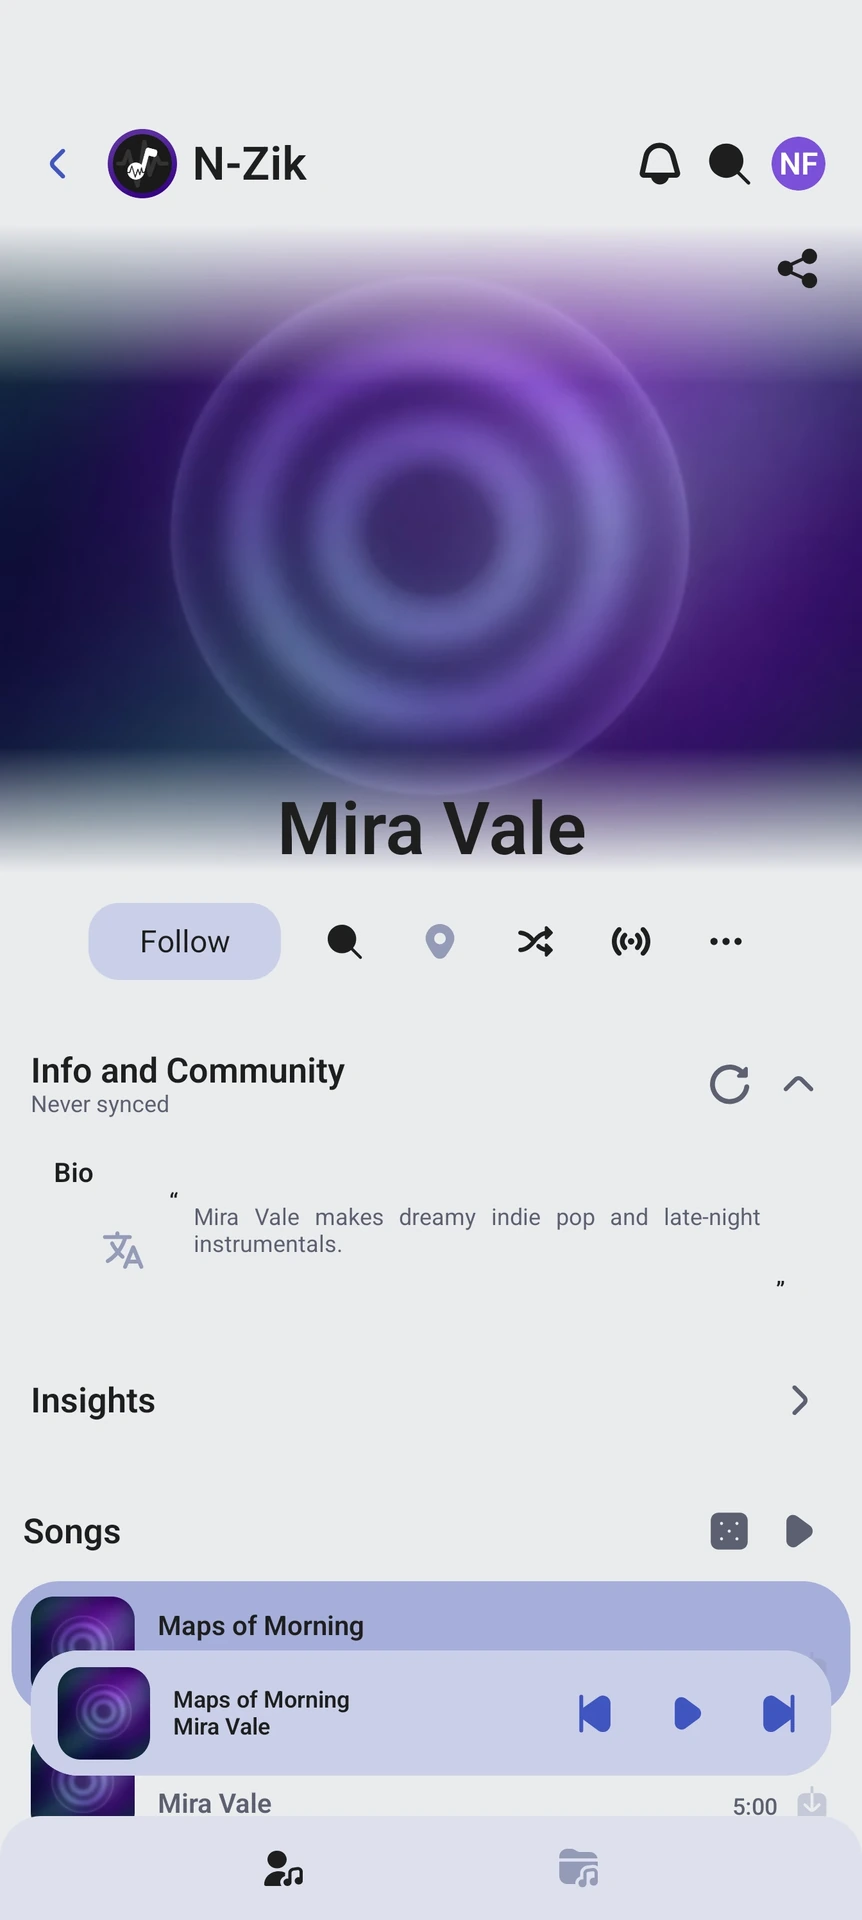 N-Zik
NF
Mira Vale
Follow
Info and Community
Never synced
Bio
“
Mira Vale makes dreamy indie pop and late-night
instrumentals.
”
Insights
Songs
Maps of Morning
Maps of Morning
Mira Vale
Mira Vale
5:00